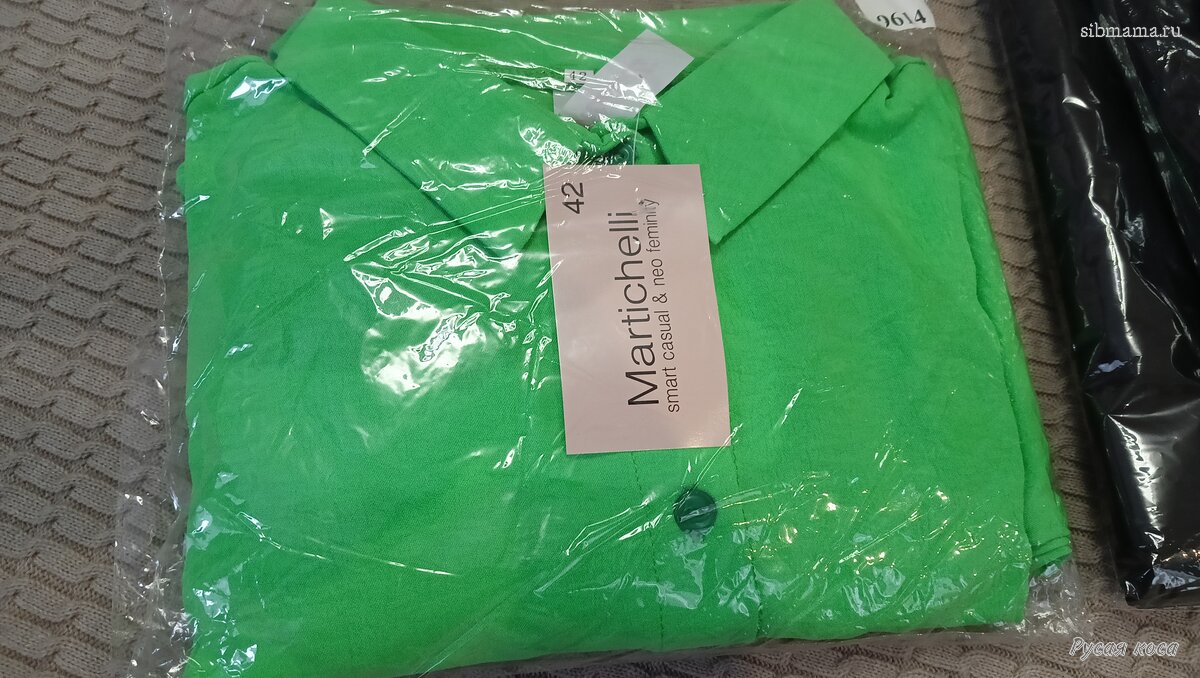 9614
sibmama.ru
42
42
Martichelli
smart casual & neo feminity
Русая коса